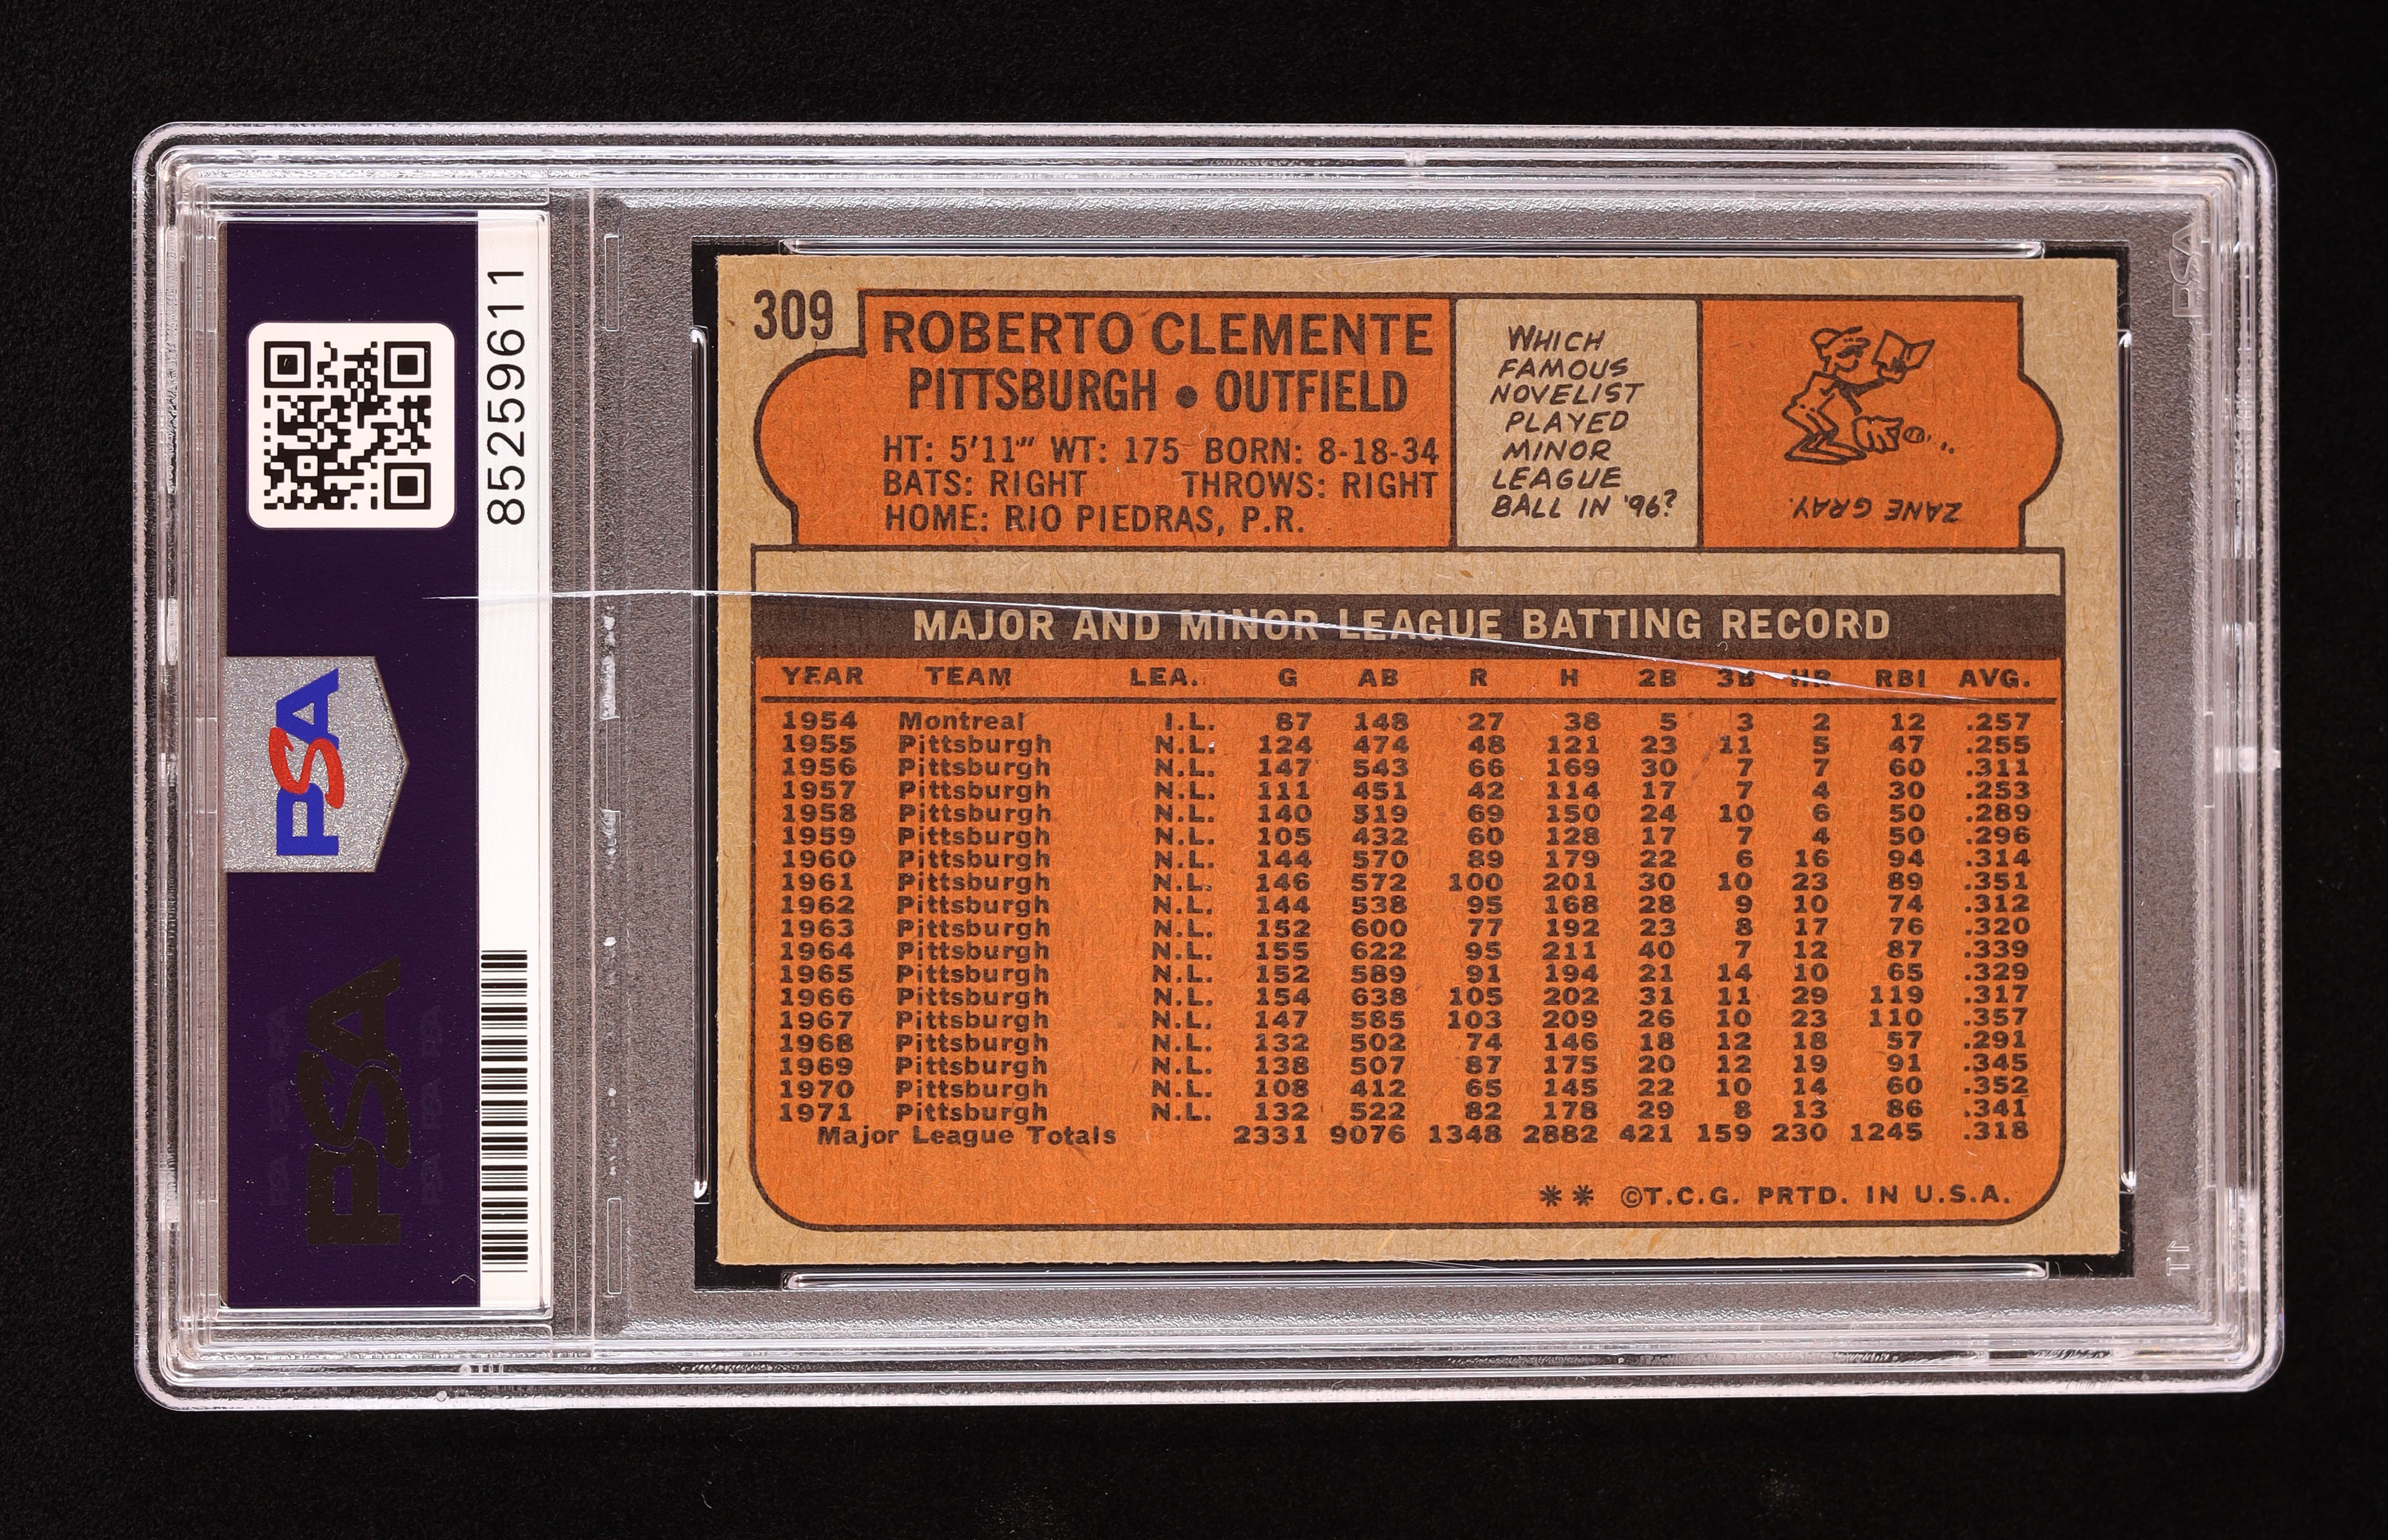 85259611
PSA
PSA
PSA
309
ROBERTO CLEMENTE
PITTSBURGH • OUTFIELD
HT: 5'11"' WT: 175 BORN: 8-18-34
BATS: RIGHT THROWS: RIGHT
HOME: RIO PIEDRAS, P.R.
WHICH
FAMOUS
NOVELIST
PLAYED
MINOR
LEAGUE
BALL IN '96?
ZANE GRAY.
MAJOR AND MINOR LEAGUE BATTING RECORD
YEAR TEAM LEA. G AB R H 2B 3B HR RBI AVG.
1954 Montreal I.L. 87 148 27 38 5 3 2 12 .257
1955 Pittsburgh N.L. 124 474 48 121 23 11 5 47 .255
1956 Pittsburgh N.L. 147 543 66 169 30 7 7 60 .311
1957 Pittsburgh N.L. 111 451 42 114 17 7 4 30 .253
1958 Pittsburgh N.L. 140 519 69 150 24 10 6 50 .289
1959 Pittsburgh N.L. 105 432 60 128 17 7 4 50 .296
1960 Pittsburgh N.L. 144 570 89 179 22 6 16 94 .314
1961 Pittsburgh N.L. 146 572 100 201 30 10 23 89 .351
1962 Pittsburgh N.L. 144 538 95 168 28 9 10 74 .312
1963 Pittsburgh N.L. 152 600 77 192 23 8 17 76 .320
1964 Pittsburgh N.L. 155 622 95 211 40 7 12 87 .339
1965 Pittsburgh N.L. 152 589 91 194 21 14 10 65 .329
1966 Pittsburgh N.L. 154 638 105 202 31 11 29 119 .317
1967 Pittsburgh N.L. 147 585 103 209 26 10 23 110 .357
1968 Pittsburgh N.L. 132 502 74 146 18 12 18 57 .291
1969 Pittsburgh N.L. 138 507 87 175 20 12 19 91 .345
1970 Pittsburgh N.L. 108 412 65 145 22 10 14 60 .352
1971 Pittsburgh N.L. 132 522 82 178 29 8 13 86 .341
Major League Totals 2331 9076 1348 2882 421 159 230 1245 .318
** ©T.C.G. PRTD. IN U.S.A.